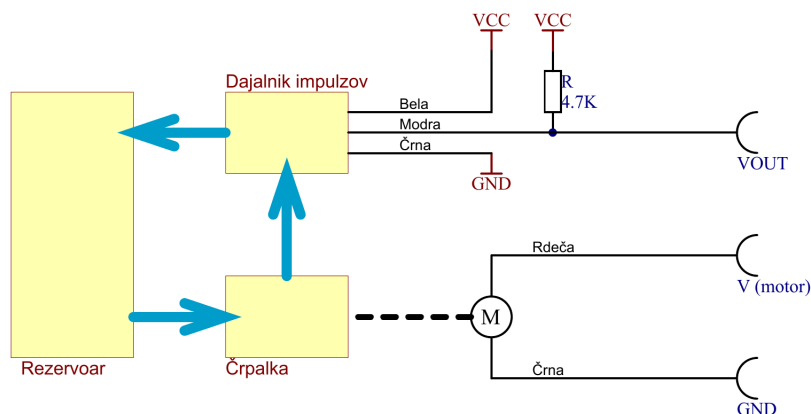 VCC
VCC
Dajalnik impulzov
R
4.7K
Bela
Modra
Črna
VOUT
GND
Rdeča
V (motor)
M
Rezervoar
Črpalka
Črna
GND